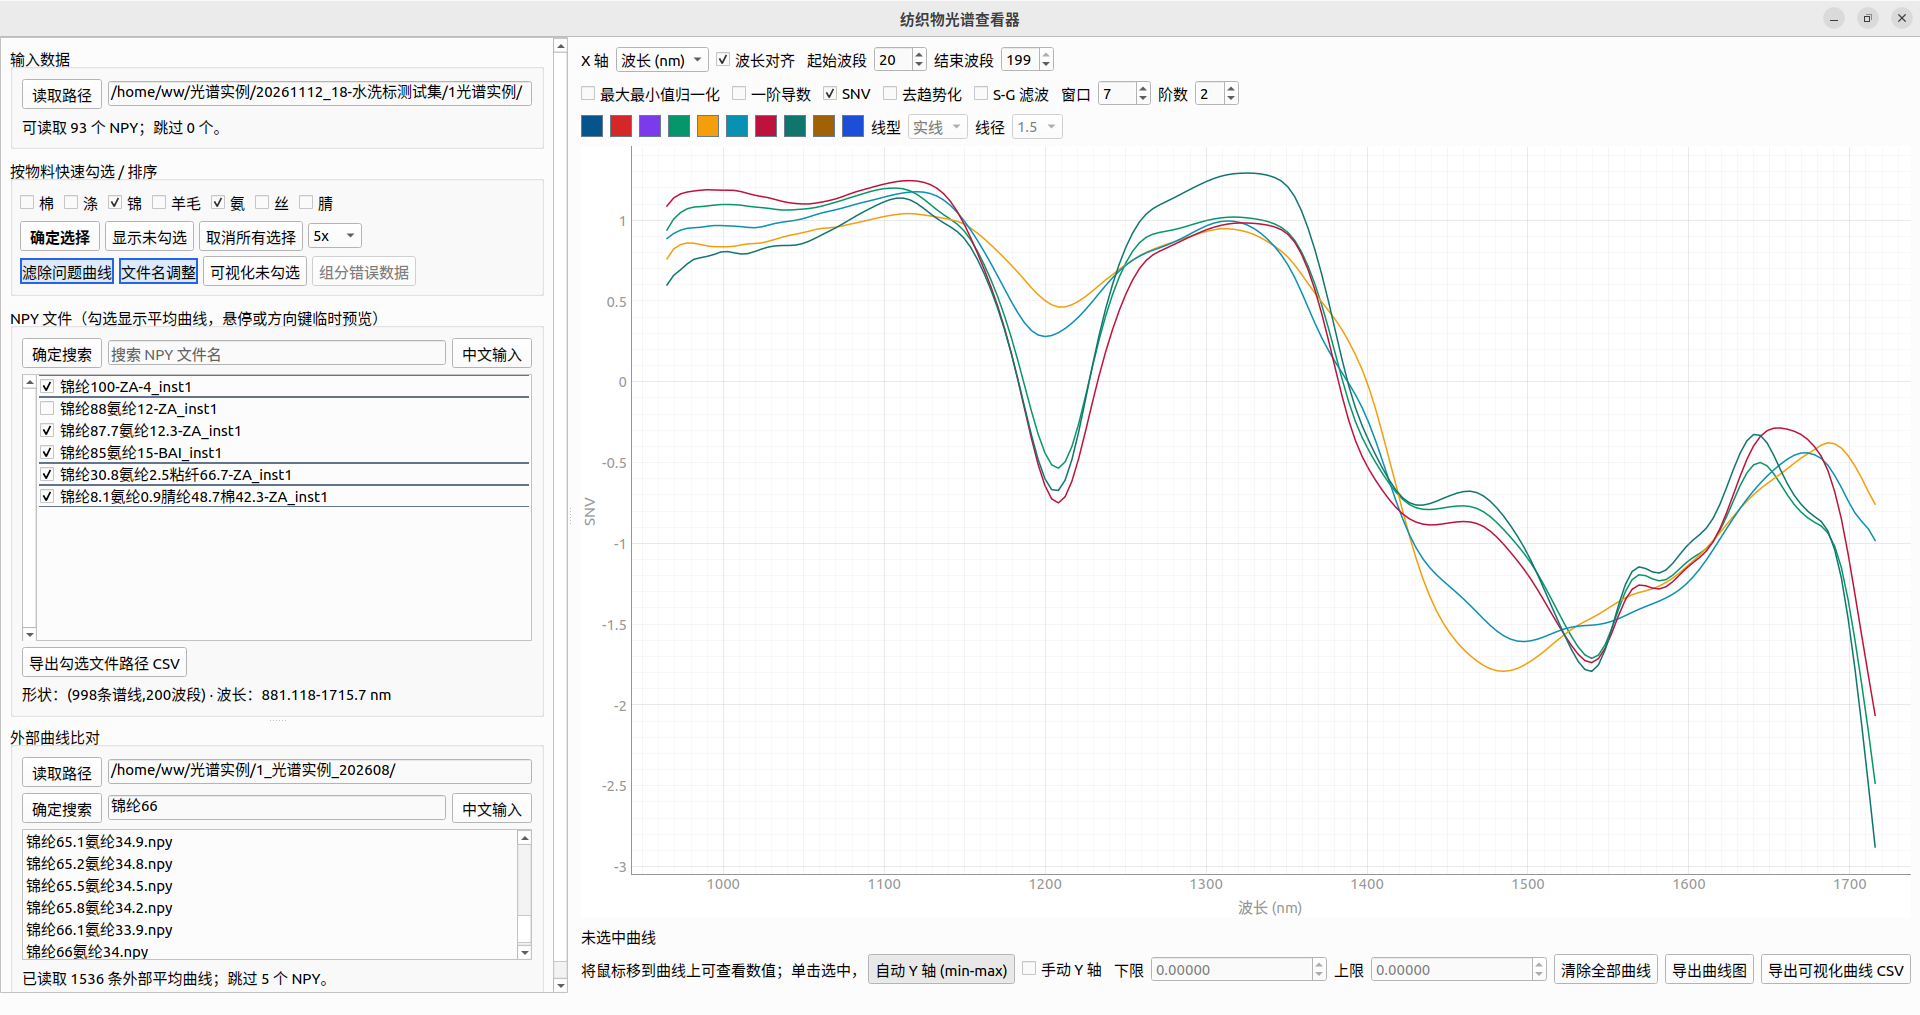 纺织物光谱查看器
输入数据
读取路径 /home/ww/光谱实例/20261112_18-水洗标测试集/1光谱实例/
可读取 93 个 NPY；跳过 0 个。
按物料快速勾选 / 排序
棉 涤 锦 羊毛 氨 丝 腈
确定选择 显示未勾选 取消所有选择 5x
滤除问题曲线 文件名调整 可视化未勾选 组分错误数据
NPY 文件（勾选显示平均曲线，悬停或方向键临时预览）
确定搜索 搜索 NPY 文件名 中文输入
锦纶100-ZA-4_inst1
锦纶88氨纶12-ZA_inst1
锦纶87.7氨纶12.3-ZA_inst1
锦纶85氨纶15-BAI_inst1
锦纶30.8氨纶2.5粘纤66.7-ZA_inst1
锦纶8.1氨纶0.9腈纶48.7棉42.3-ZA_inst1
导出勾选文件路径 CSV
形状：(998条谱线,200波段) · 波长：881.118-1715.7 nm
外部曲线比对
读取路径 /home/ww/光谱实例/1_光谱实例_202608/
确定搜索 锦纶66 中文输入
锦纶65.1氨纶34.9.npy
锦纶65.2氨纶34.8.npy
锦纶65.5氨纶34.5.npy
锦纶65.8氨纶34.2.npy
锦纶66.1氨纶33.9.npy
锦纶66氨纶34.npy
已读取 1536 条外部平均曲线；跳过 5 个 NPY。
X 轴 波长 (nm) 波长对齐 起始波段 20 结束波段 199
最大最小值归一化 一阶导数 SNV 去趋势化 S-G 滤波 窗口 7 阶数 2
线型 实线 线径 1.5
1
0.5
0
-0.5
-1
-1.5
-2
-2.5
-3
SNV
1000 1100 1200 1300 1400 1500 1600 1700
波长 (nm)
未选中曲线
将鼠标移到曲线上可查看数值；单击选中， 自动 Y 轴 (min-max) 手动 Y 轴 下限 0.00000 上限 0.00000 清除全部曲线 导出曲线图 导出可视化曲线 CSV